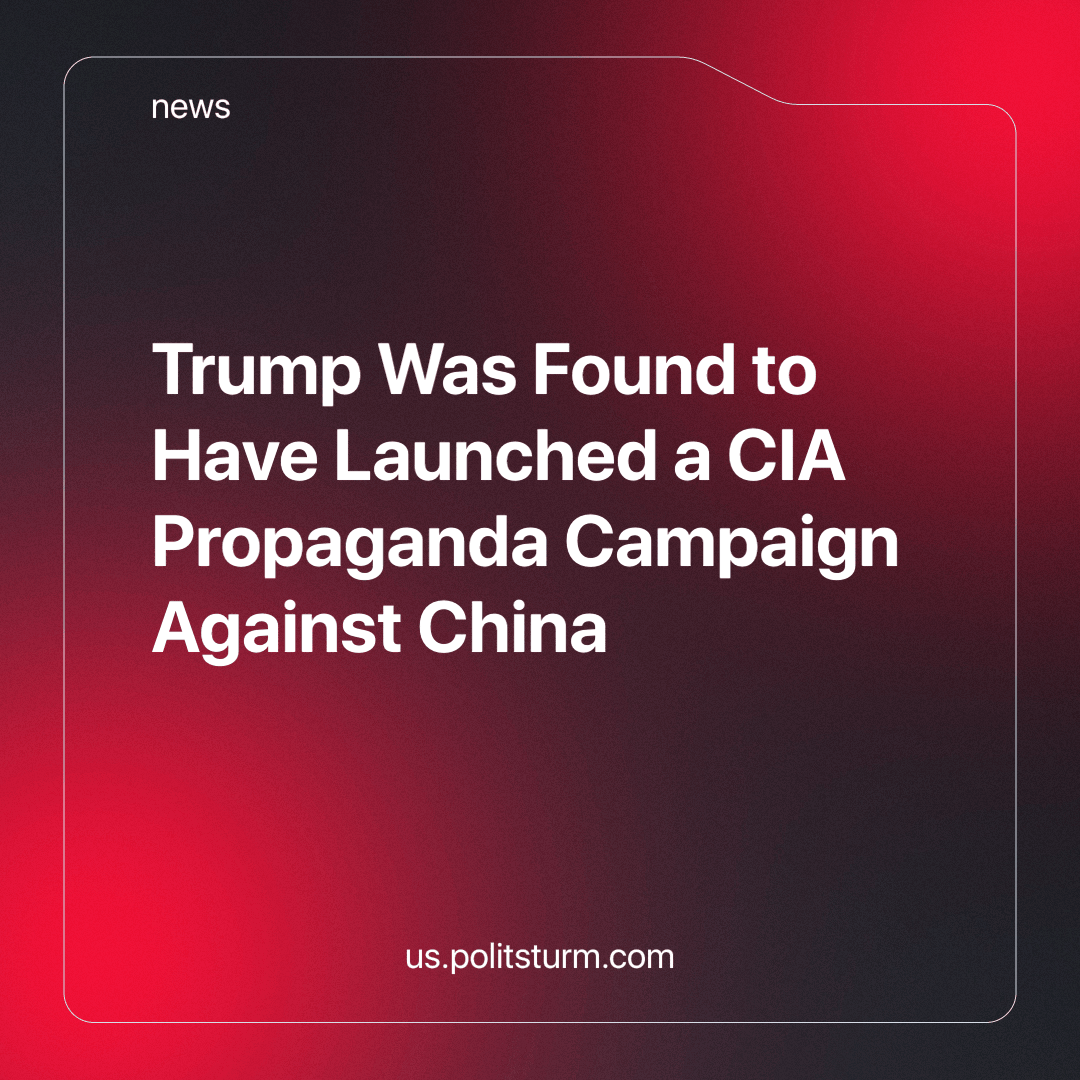 news
Trump Was Found to
Have Launched a CIA
Propaganda Campaign
Against China
us.politsturm.com